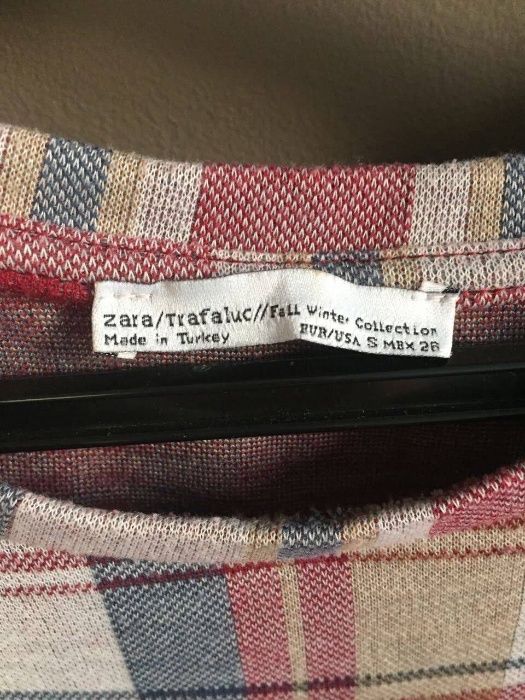 Zara/Trafaluc//Fall Winter Collection
Made in Turkey EUR/USA S MEX 26